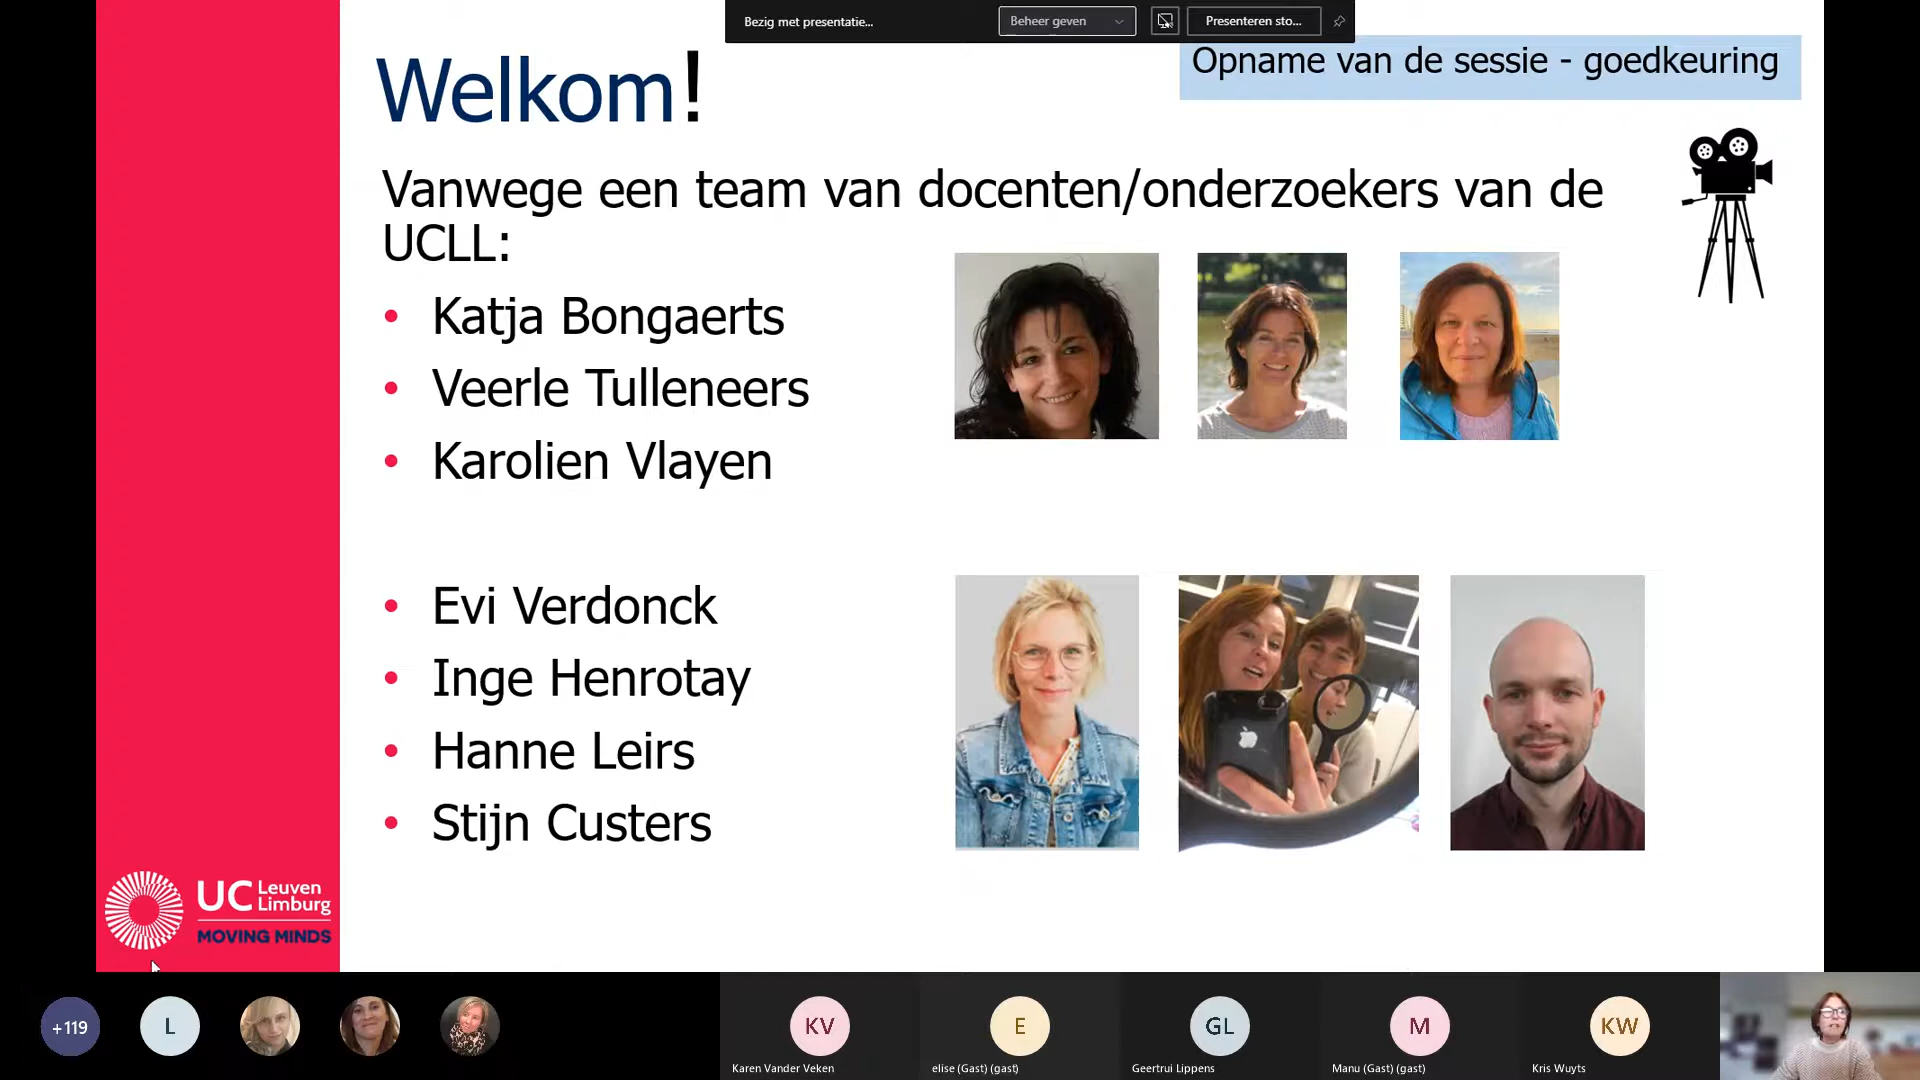 Bezig met presentatie...
Beheer geven
Presenteren sto...
Welkom!
Opname van de sessie - goedkeuring
Vanwege een team van docenten/onderzoekers van de
UCLL:
• Katja Bongaerts
• Veerle Tulleneers
• Karolien Vlayen
• Evi Verdonck
• Inge Henrotay
• Hanne Leirs
• Stijn Custers
UC Leuven
Limburg
MOVING MINDS
+119
L
KV
E
GL
M
KW
Karen Vander Veken
elise (Gast) (gast)
Geertrui Lippens
Manu (Gast) (gast)
Kris Wuyts